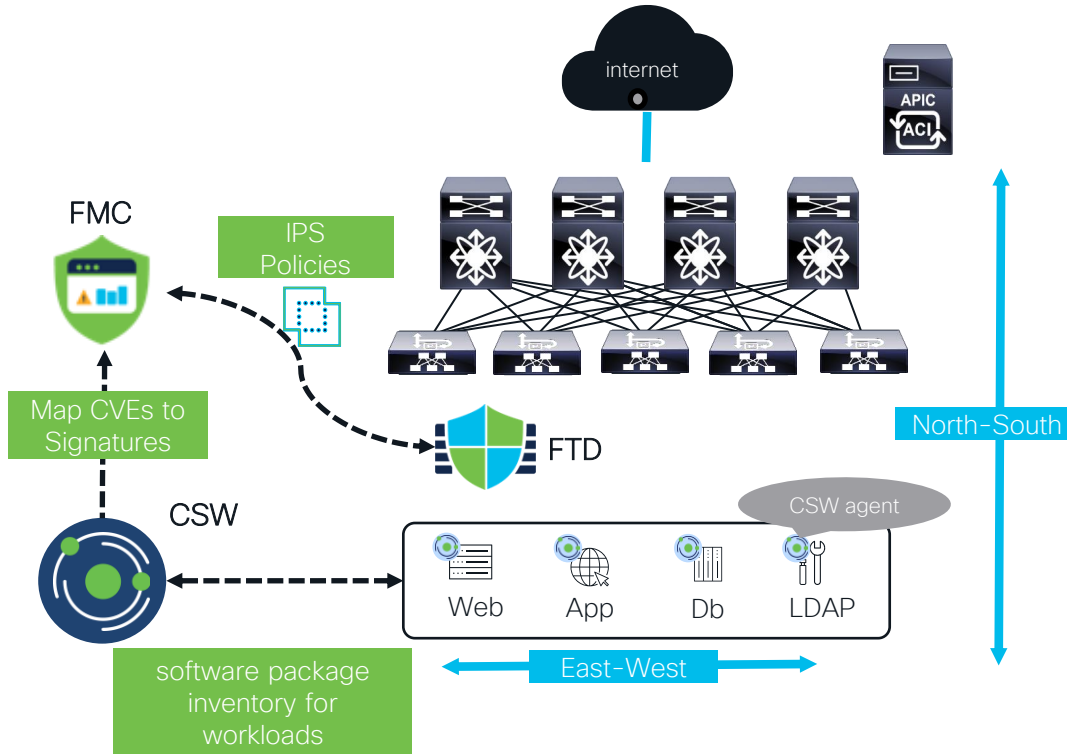 internet
APIC
ACI
FMC
IPS
Policies
Map CVEs to
Signatures
North-South
FTD
CSW
CSW agent
Web
App
Db
LDAP
East-West
software package
inventory for
workloads